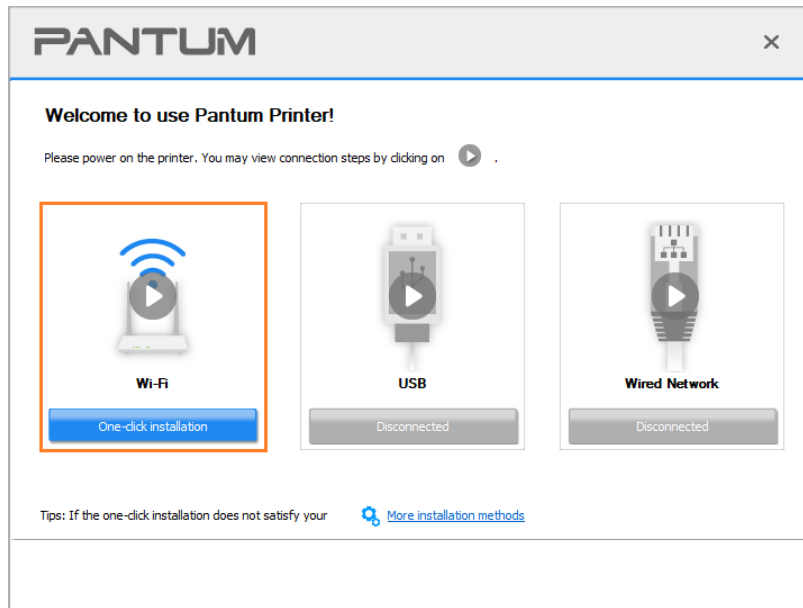 PANTUM
Welcome to use Pantum Printer!
Please power on the printer. You may view connection steps by clicking on .
Wi-Fi
USB
Wired Network
One-click installation
Disconnected
Disconnected
Tips: If the one-click installation does not satisfy your
More installation methods